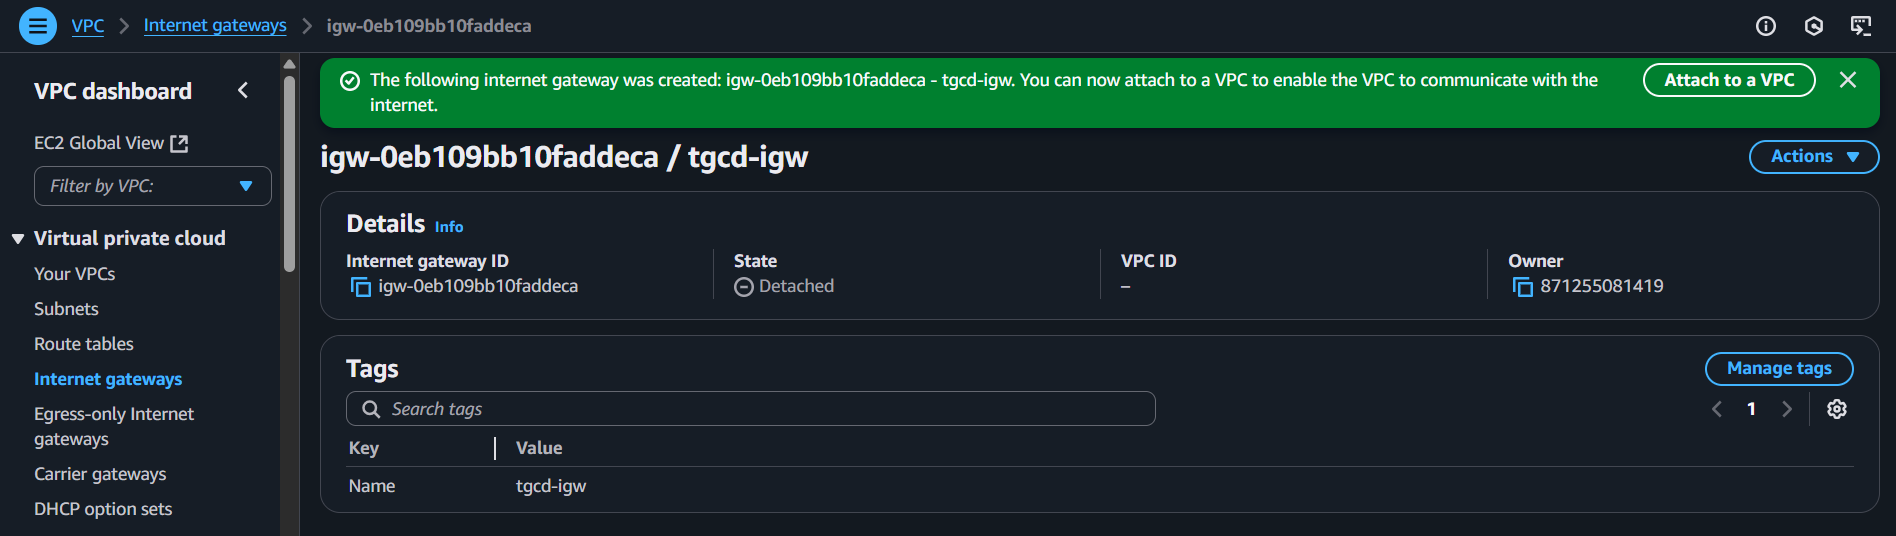 VPC > Internet gateways > igw-0eb109bb10faddeca
VPC dashboard
EC2 Global View
Filter by VPC:
Virtual private cloud
Your VPCs
Subnets
Route tables
Internet gateways
Egress-only Internet
gateways
Carrier gateways
DHCP option sets
The following internet gateway was created: igw-0eb109bb10faddeca - tgcd-igw. You can now attach to a VPC to enable the VPC to communicate with the
internet.
Attach to a VPC
igw-0eb109bb10faddeca / tgcd-igw
Actions
Details Info
Internet gateway ID
igw-0eb109bb10faddeca
State
Detached
VPC ID
–
Owner
871255081419
Tags
Manage tags
Search tags
1
Key Value
Name tgcd-igw